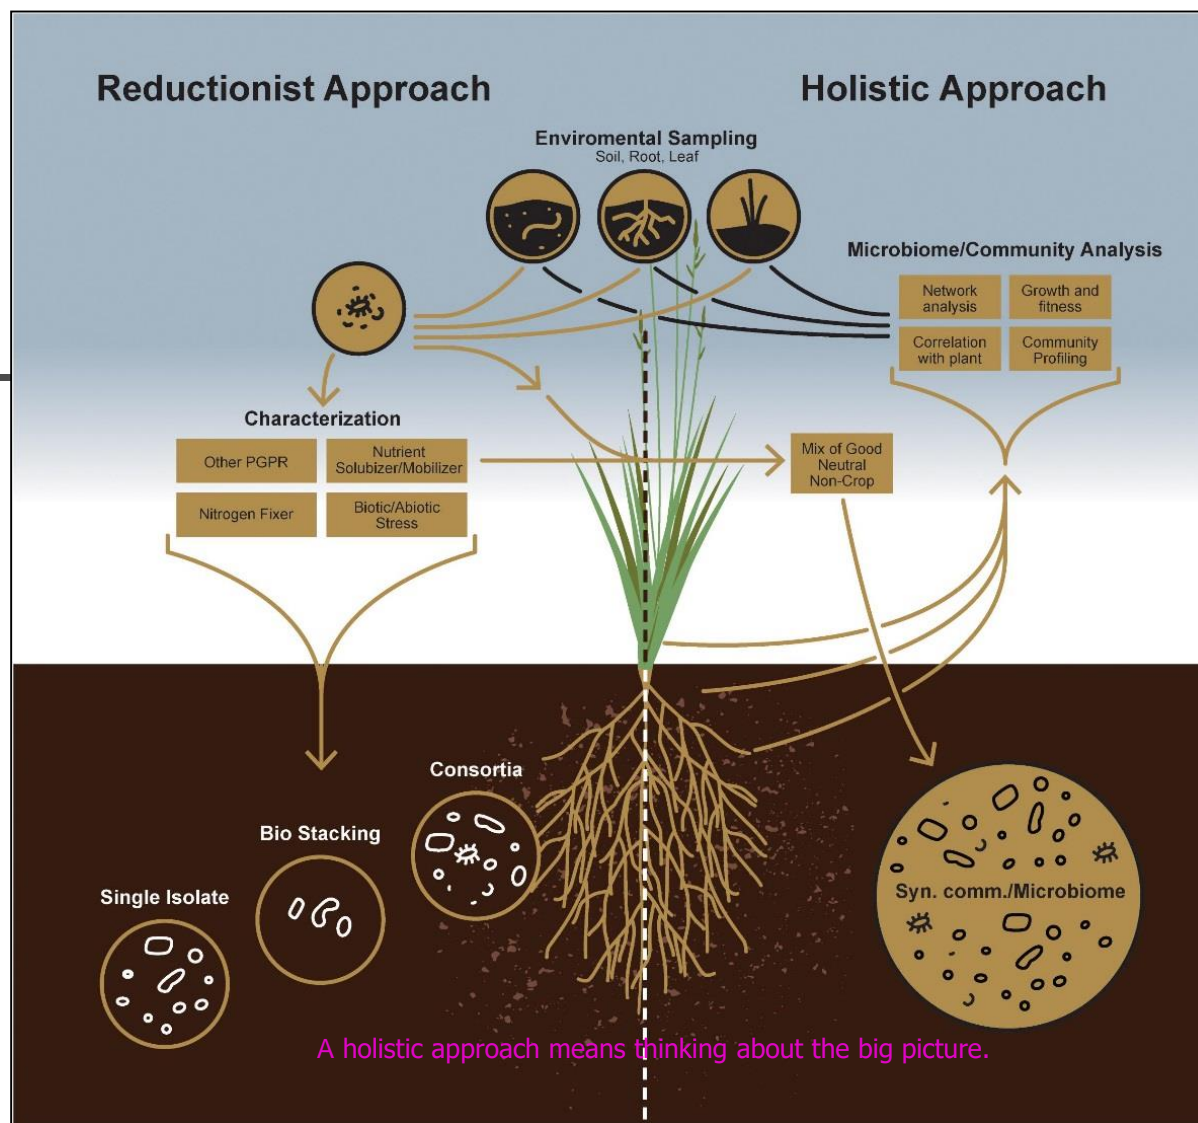 Reductionist Approach
Holistic Approach
Enviromental Sampling
Soil, Root, Leaf
Microbiome/Community Analysis
Network
analysis
Growth and
fitness
Correlation
with plant
Community
Profiling
Characterization
Other PGPR
Nutrient
Solubizer/Mobilizer
Nitrogen Fixer
Biotic/Abiotic
Stress
Mix of Good
Neutral
Non-Crop
Consortia
Bio Stacking
Single Isolate
Syn. comm./Microbiome
A holistic approach means thinking about the big picture.